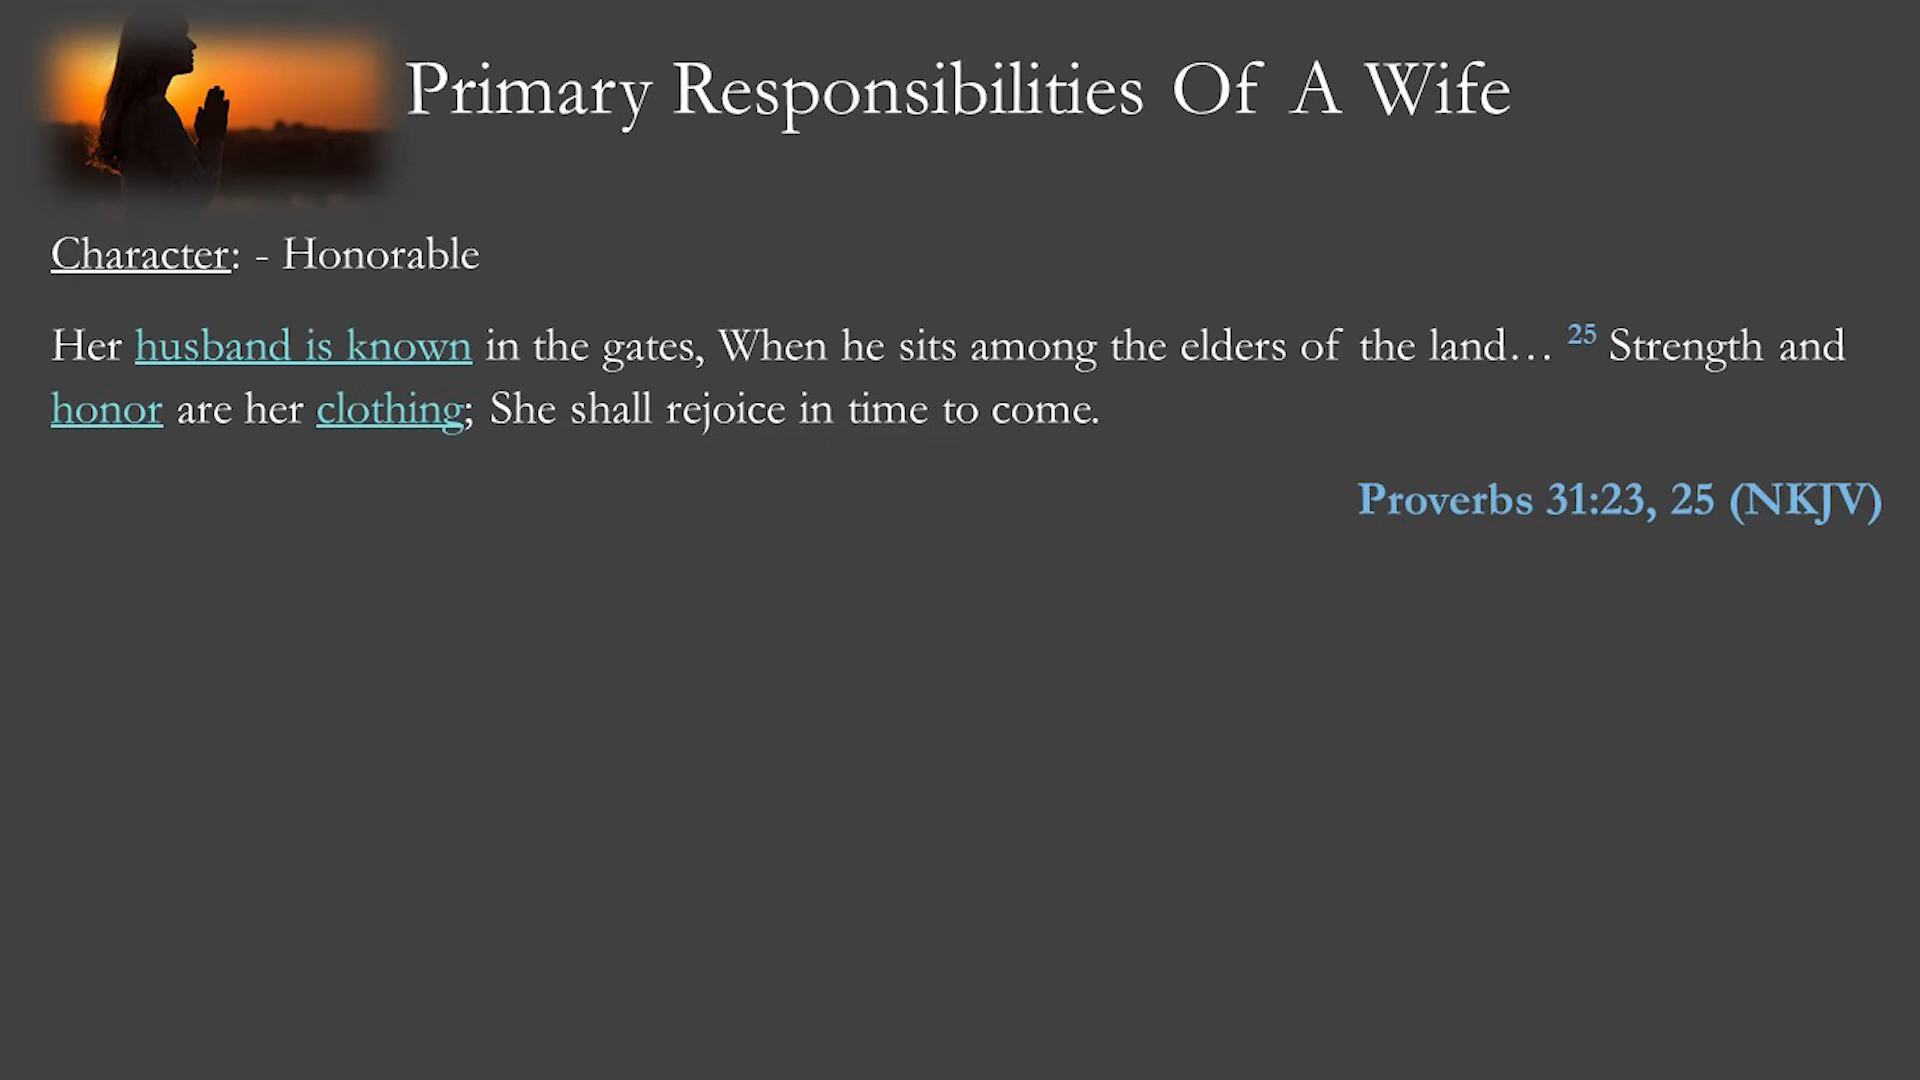 Primary Responsibilities Of A Wife
Character: - Honorable
Her husband is known in the gates, When he sits among the elders of the land… 25 Strength and
honor are her clothing; She shall rejoice in time to come.
Proverbs 31:23, 25 (NKJV)